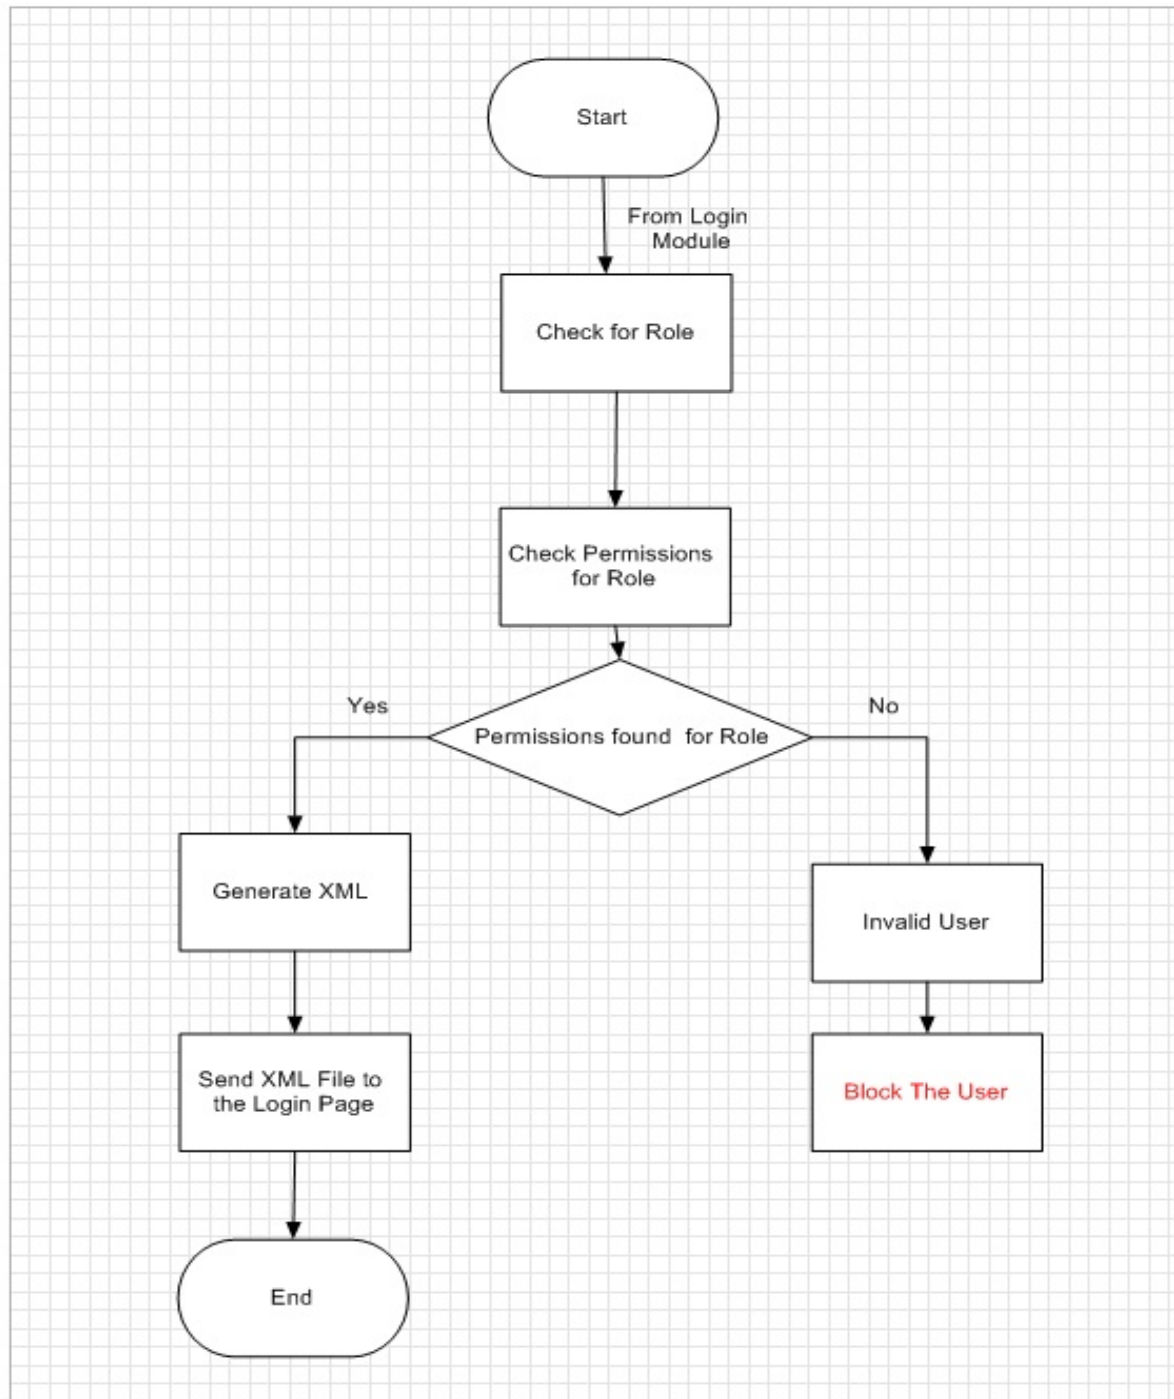 Start
From Login
Module
Check for Role
Check Permissions
for Role
Yes
No
Permissions found  for Role
Generate XML
Invalid User
Send XML File to
the Login Page
Block The User
End